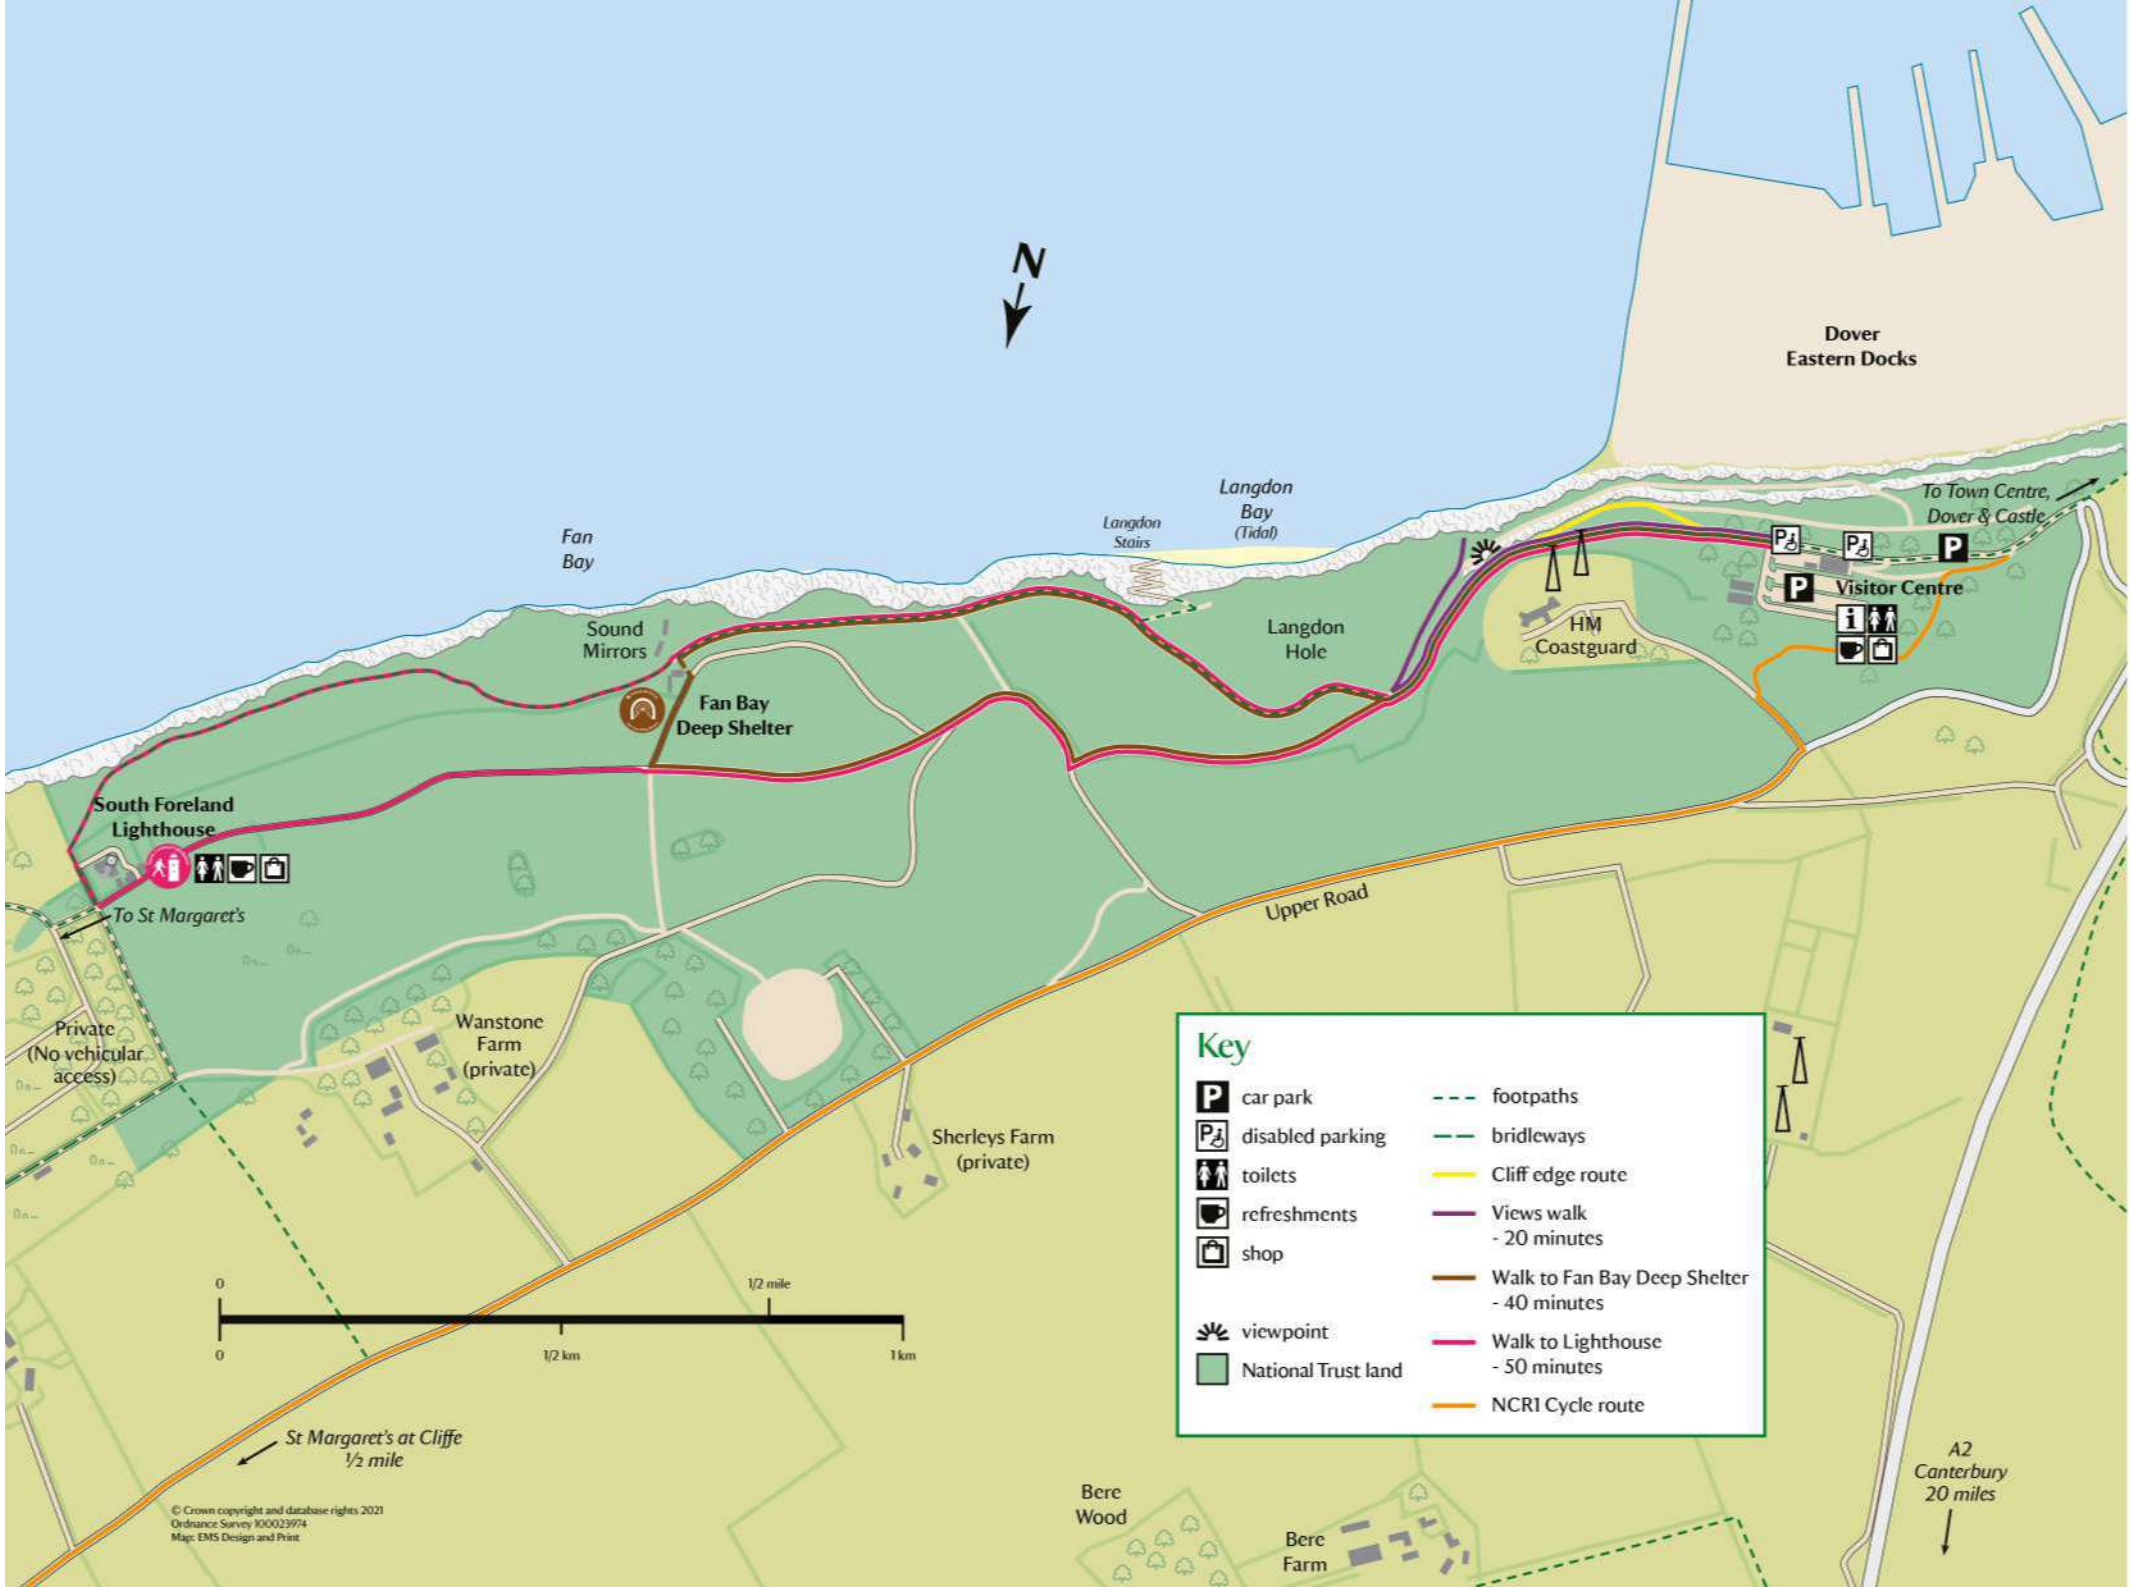 N
Dover
Eastern Docks
Langdon
Bay
(Tidal)
Langdon
Stairs
Fan
Bay
To Town Centre,
Dover & Castle
P
P
P
P
Visitor Centre
i
Sound
Mirrors
Langdon
Hole
HM
Coastguard
Fan Bay
Deep Shelter
South Foreland
Lighthouse
To St Margaret's
Upper Road
Private
(No vehicular
access)
Wanstone
Farm
(private)
Sherleys Farm
(private)
Key
P car park
P disabled parking
toilets
refreshments
shop
viewpoint
National Trust land
footpaths
bridleways
Cliff edge route
Views walk
- 20 minutes
Walk to Fan Bay Deep Shelter
- 40 minutes
Walk to Lighthouse
- 50 minutes
NCR1 Cycle route
0 1/2 mile
0 1/2 km 1 km
St Margaret's at Cliffe
½ mile
© Crown copyright and database rights 2021
Ordnance Survey 100023974
Map: EMS Design and Print
Bere
Wood
Bere
Farm
A2
Canterbury
20 miles